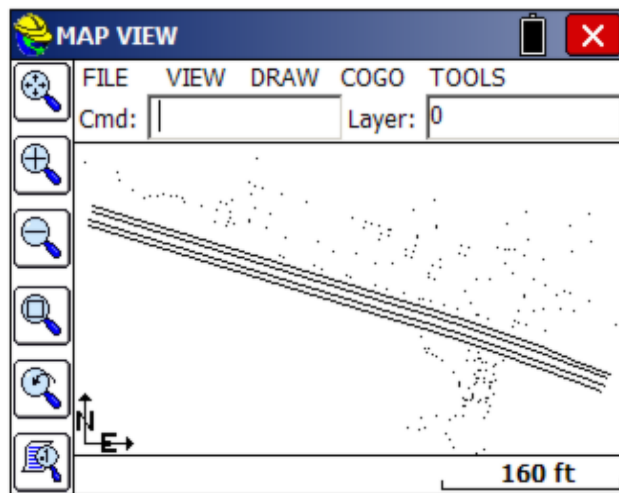 MAP VIEW
FILE VIEW DRAW COGO TOOLS
Cmd: Layer: 0
N
E
160 ft